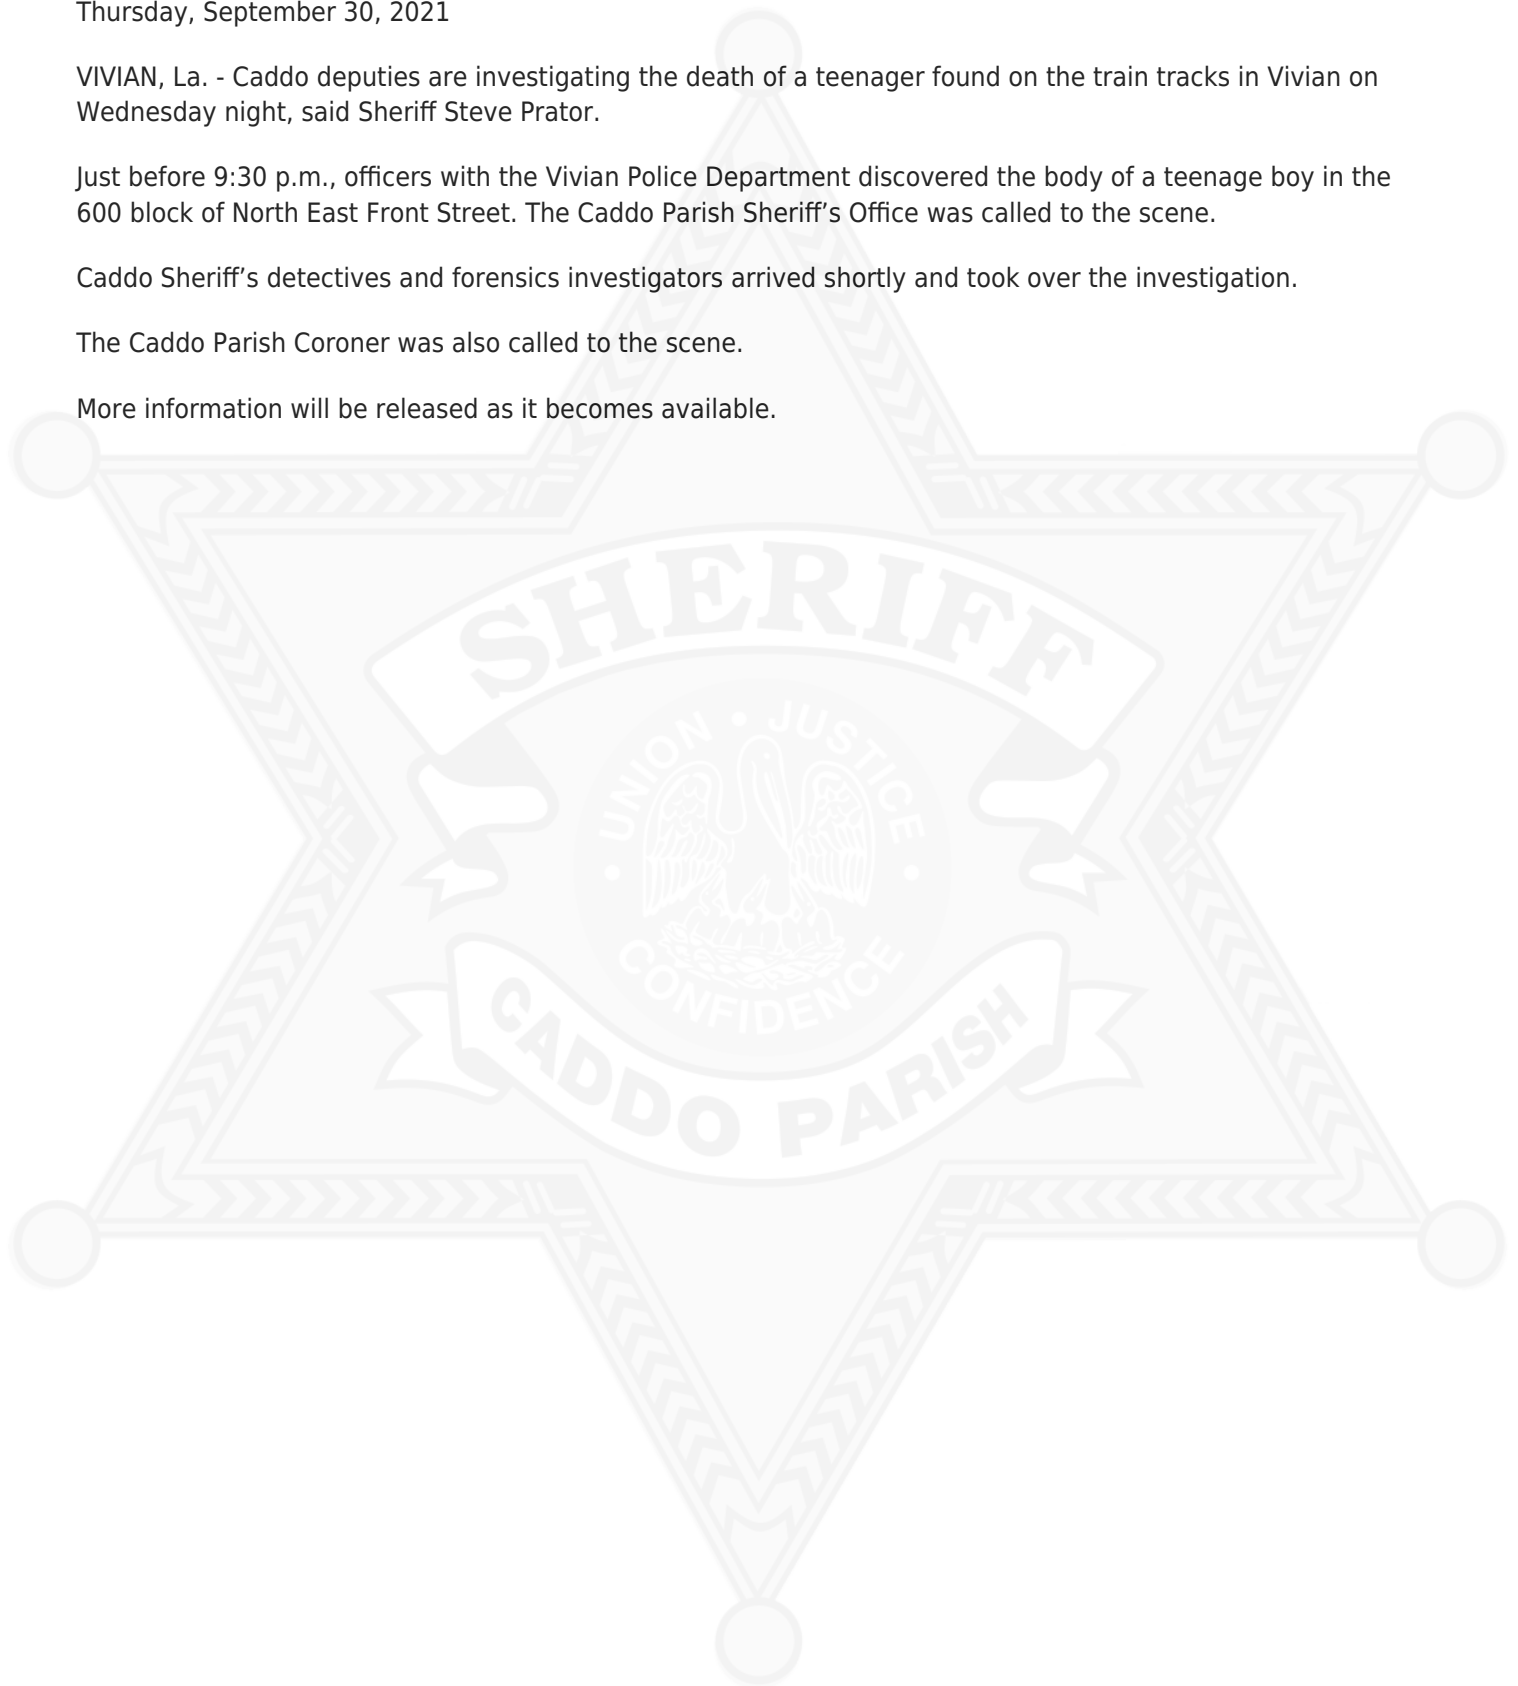 Thursday, September 30, 2021
VIVIAN, La. - Caddo deputies are investigating the death of a teenager found on the train tracks in Vivian on
Wednesday night, said Sheriff Steve Prator.
Just before 9:30 p.m., officers with the Vivian Police Department discovered the body of a teenage boy in the
600 block of North East Front Street. The Caddo Parish Sheriff’s Office was called to the scene.
Caddo Sheriff’s detectives and forensics investigators arrived shortly and took over the investigation.
The Caddo Parish Coroner was also called to the scene.
More information will be released as it becomes available.
SHERIFF
UNION • JUSTICE
• CONFIDENCE •
CADDO PARISH